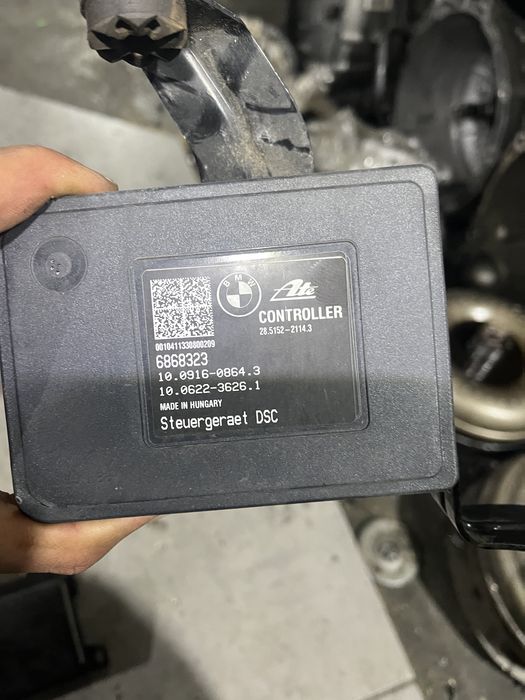 BMW
Ate
CONTROLLER
28.5152-2114.3
0010411330800209
6868323
10.0916-0864.3
10.0622-3626.1
MADE IN HUNGARY
Steuergeraet DSC